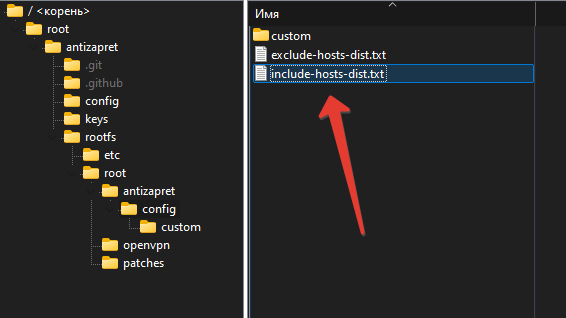 / <корень>
root
antizapret
.git
.github
config
keys
rootfs
etc
root
antizapret
config
custom
openvpn
patches
Имя
custom
exclude-hosts-dist.txt
include-hosts-dist.txt